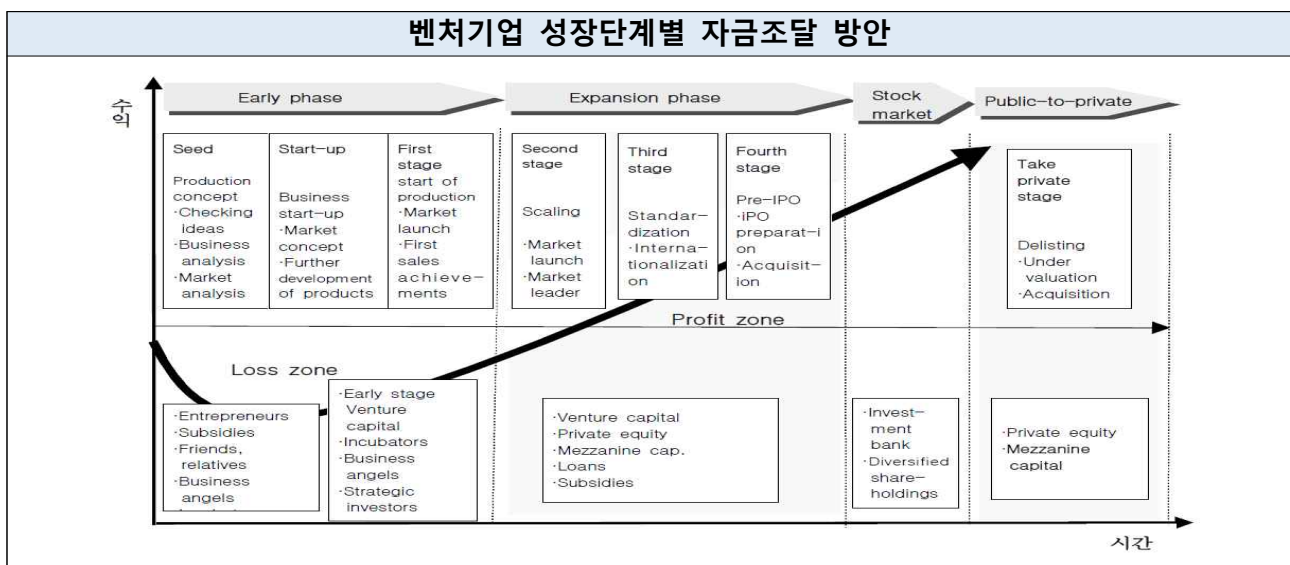 벤처기업 성장단계별 자금조달 방안
수
익
Early phase
Expansion phase
Stock
market
Public-to-private
Seed
Production
concept
·Checking
ideas
·Business
analysis
·Market
analysis
Start-up
Business
start-up
·Market
concept
·Further
development
of products
First
stage
start of
production
·Market
launch
·First
sales
achieve-
ments
Second
stage
Scaling
·Market
launch
·Market
leader
Third
stage
Standar-
dization
·Interna-
tionalizati
on
Fourth
stage
Pre-IPO
·iPO
preparat-i
on
·Acquisit-
ion
Take
private
stage
Delisting
·Under
valuation
·Acquisition
Profit zone
Loss zone
·Entrepreneurs
·Subsidies
·Friends,
relatives
·Business
angels
·Early stage
Venture
capital
·Incubators
·Business
angels
·Strategic
investors
·Venture capital
·Private equity
·Mezzanine cap.
·Loans
·Subsidies
·Invest-
ment
bank
·Diversified
share-
holdings
·Private equity
·Mezzanine
capital
시간